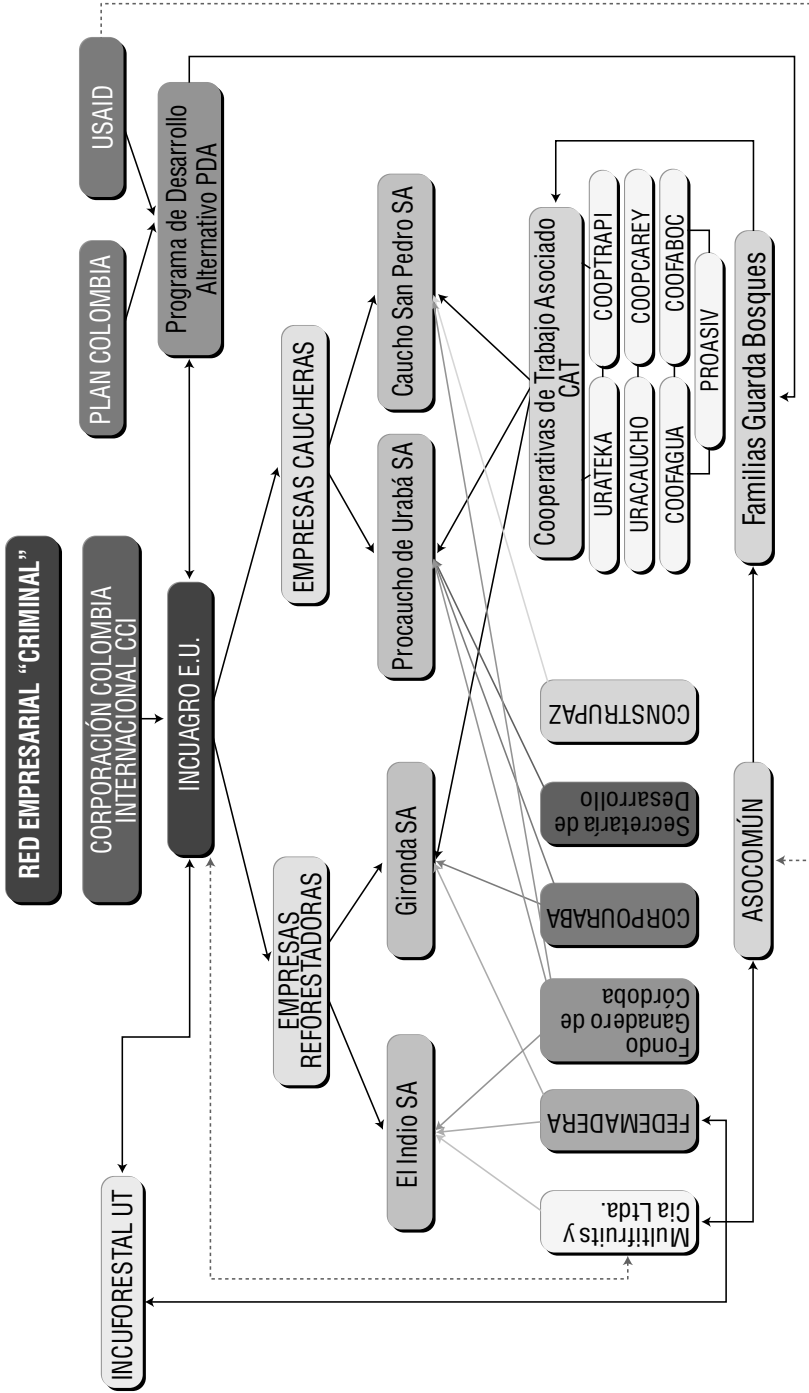 RED EMPRESARIAL “CRIMINAL”
CORPORACIÓN COLOMBIA
INTERNACIONAL CCI
PLAN COLOMBIA
USAID
INCUFORESTAL UT
INCUAGRO E.U.
Programa de Desarrollo
Alternativo PDA
EMPRESAS
REFORESTADORAS
EMPRESAS CAUCHERAS
El Indio SA
Gironda SA
Procaucho de Urabá SA
Caucho San Pedro SA
Multifruits y
Cia Ltda.
FEDEMADERA
Fondo
Ganadero de
Córdoba
CORPOURABA
Secretaría de
Desarrollo
CONSTRUPAZ
Cooperativas de Trabajo Asociado
CAT
URATEKA
COOPTRAPI
URACAUCHO
COOPCAREY
COOFAGUA
COOFABOC
PROASIV
ASOCOMÚN
Familias Guarda Bosques